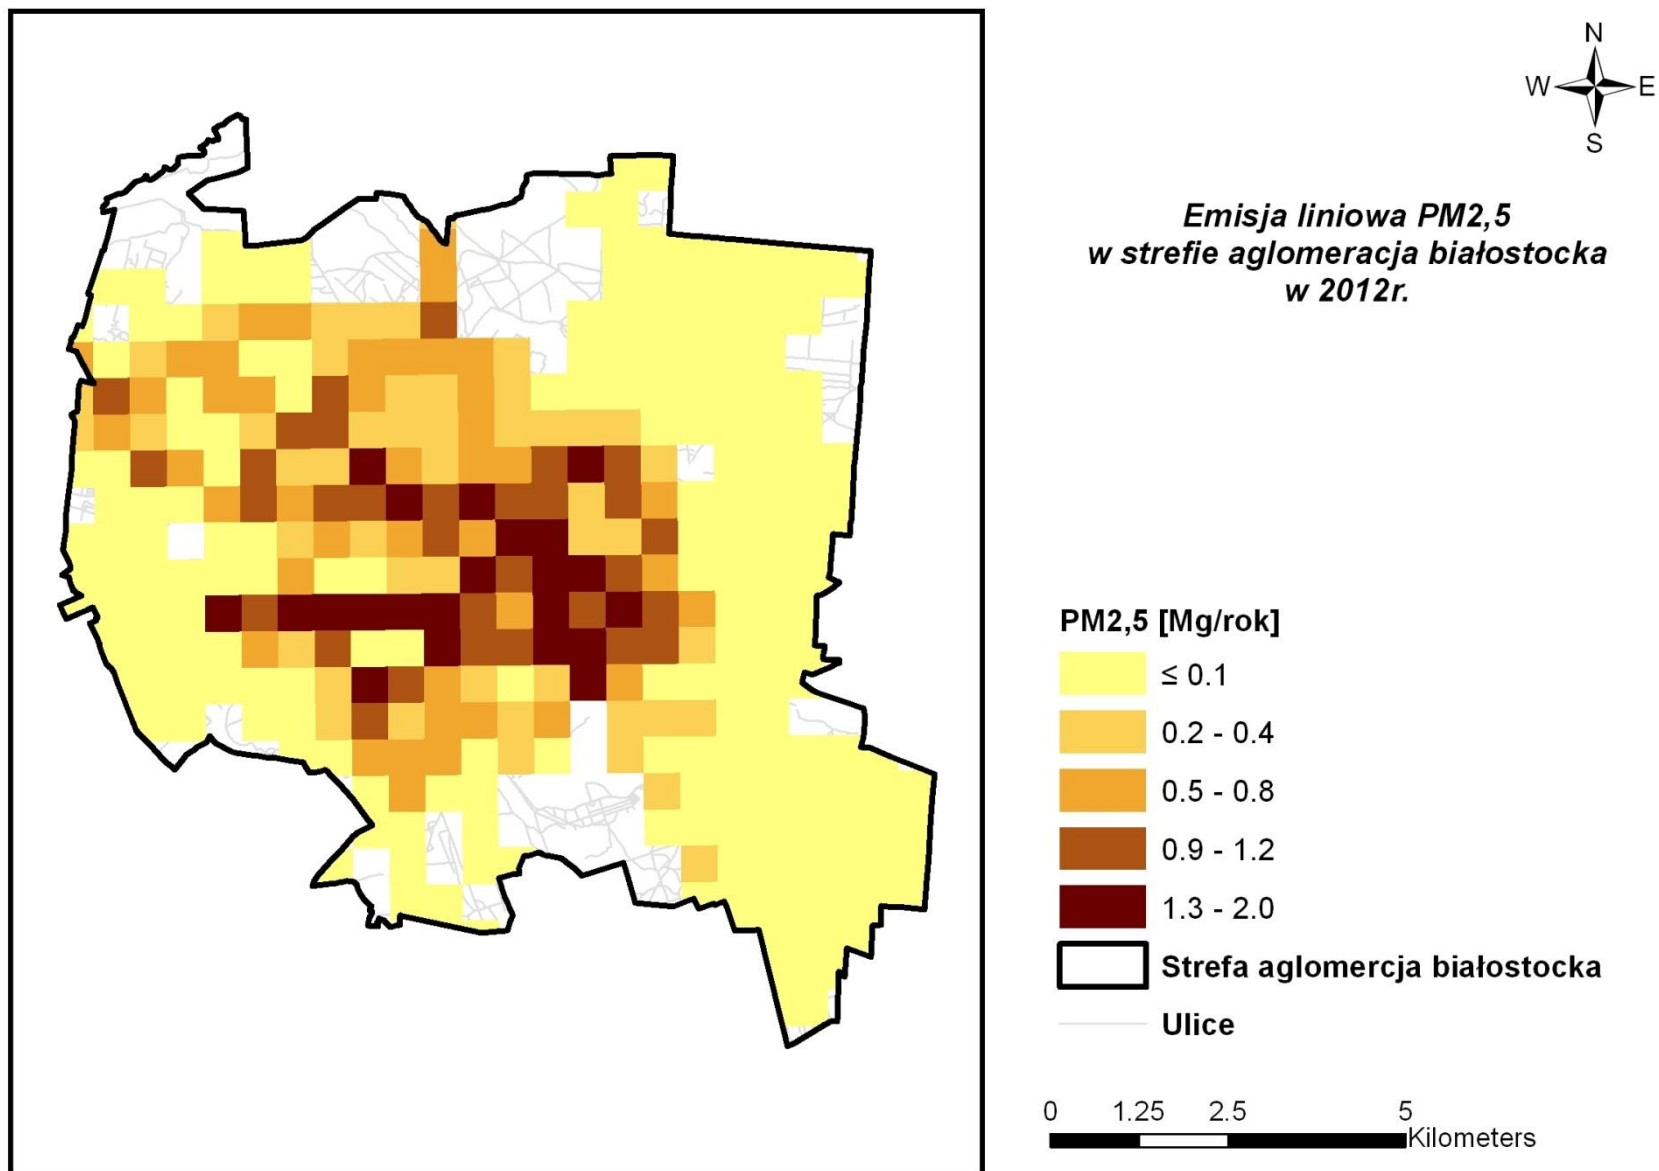 N
W E
S
Emisja liniowa PM2,5
w strefie aglomeracja białostocka
w 2012r.
PM2,5 [Mg/rok]
≤ 0.1
0.2 - 0.4
0.5 - 0.8
0.9 - 1.2
1.3 - 2.0
Strefa aglomercja białostocka
Ulice
0 1.25 2.5 5
Kilometers